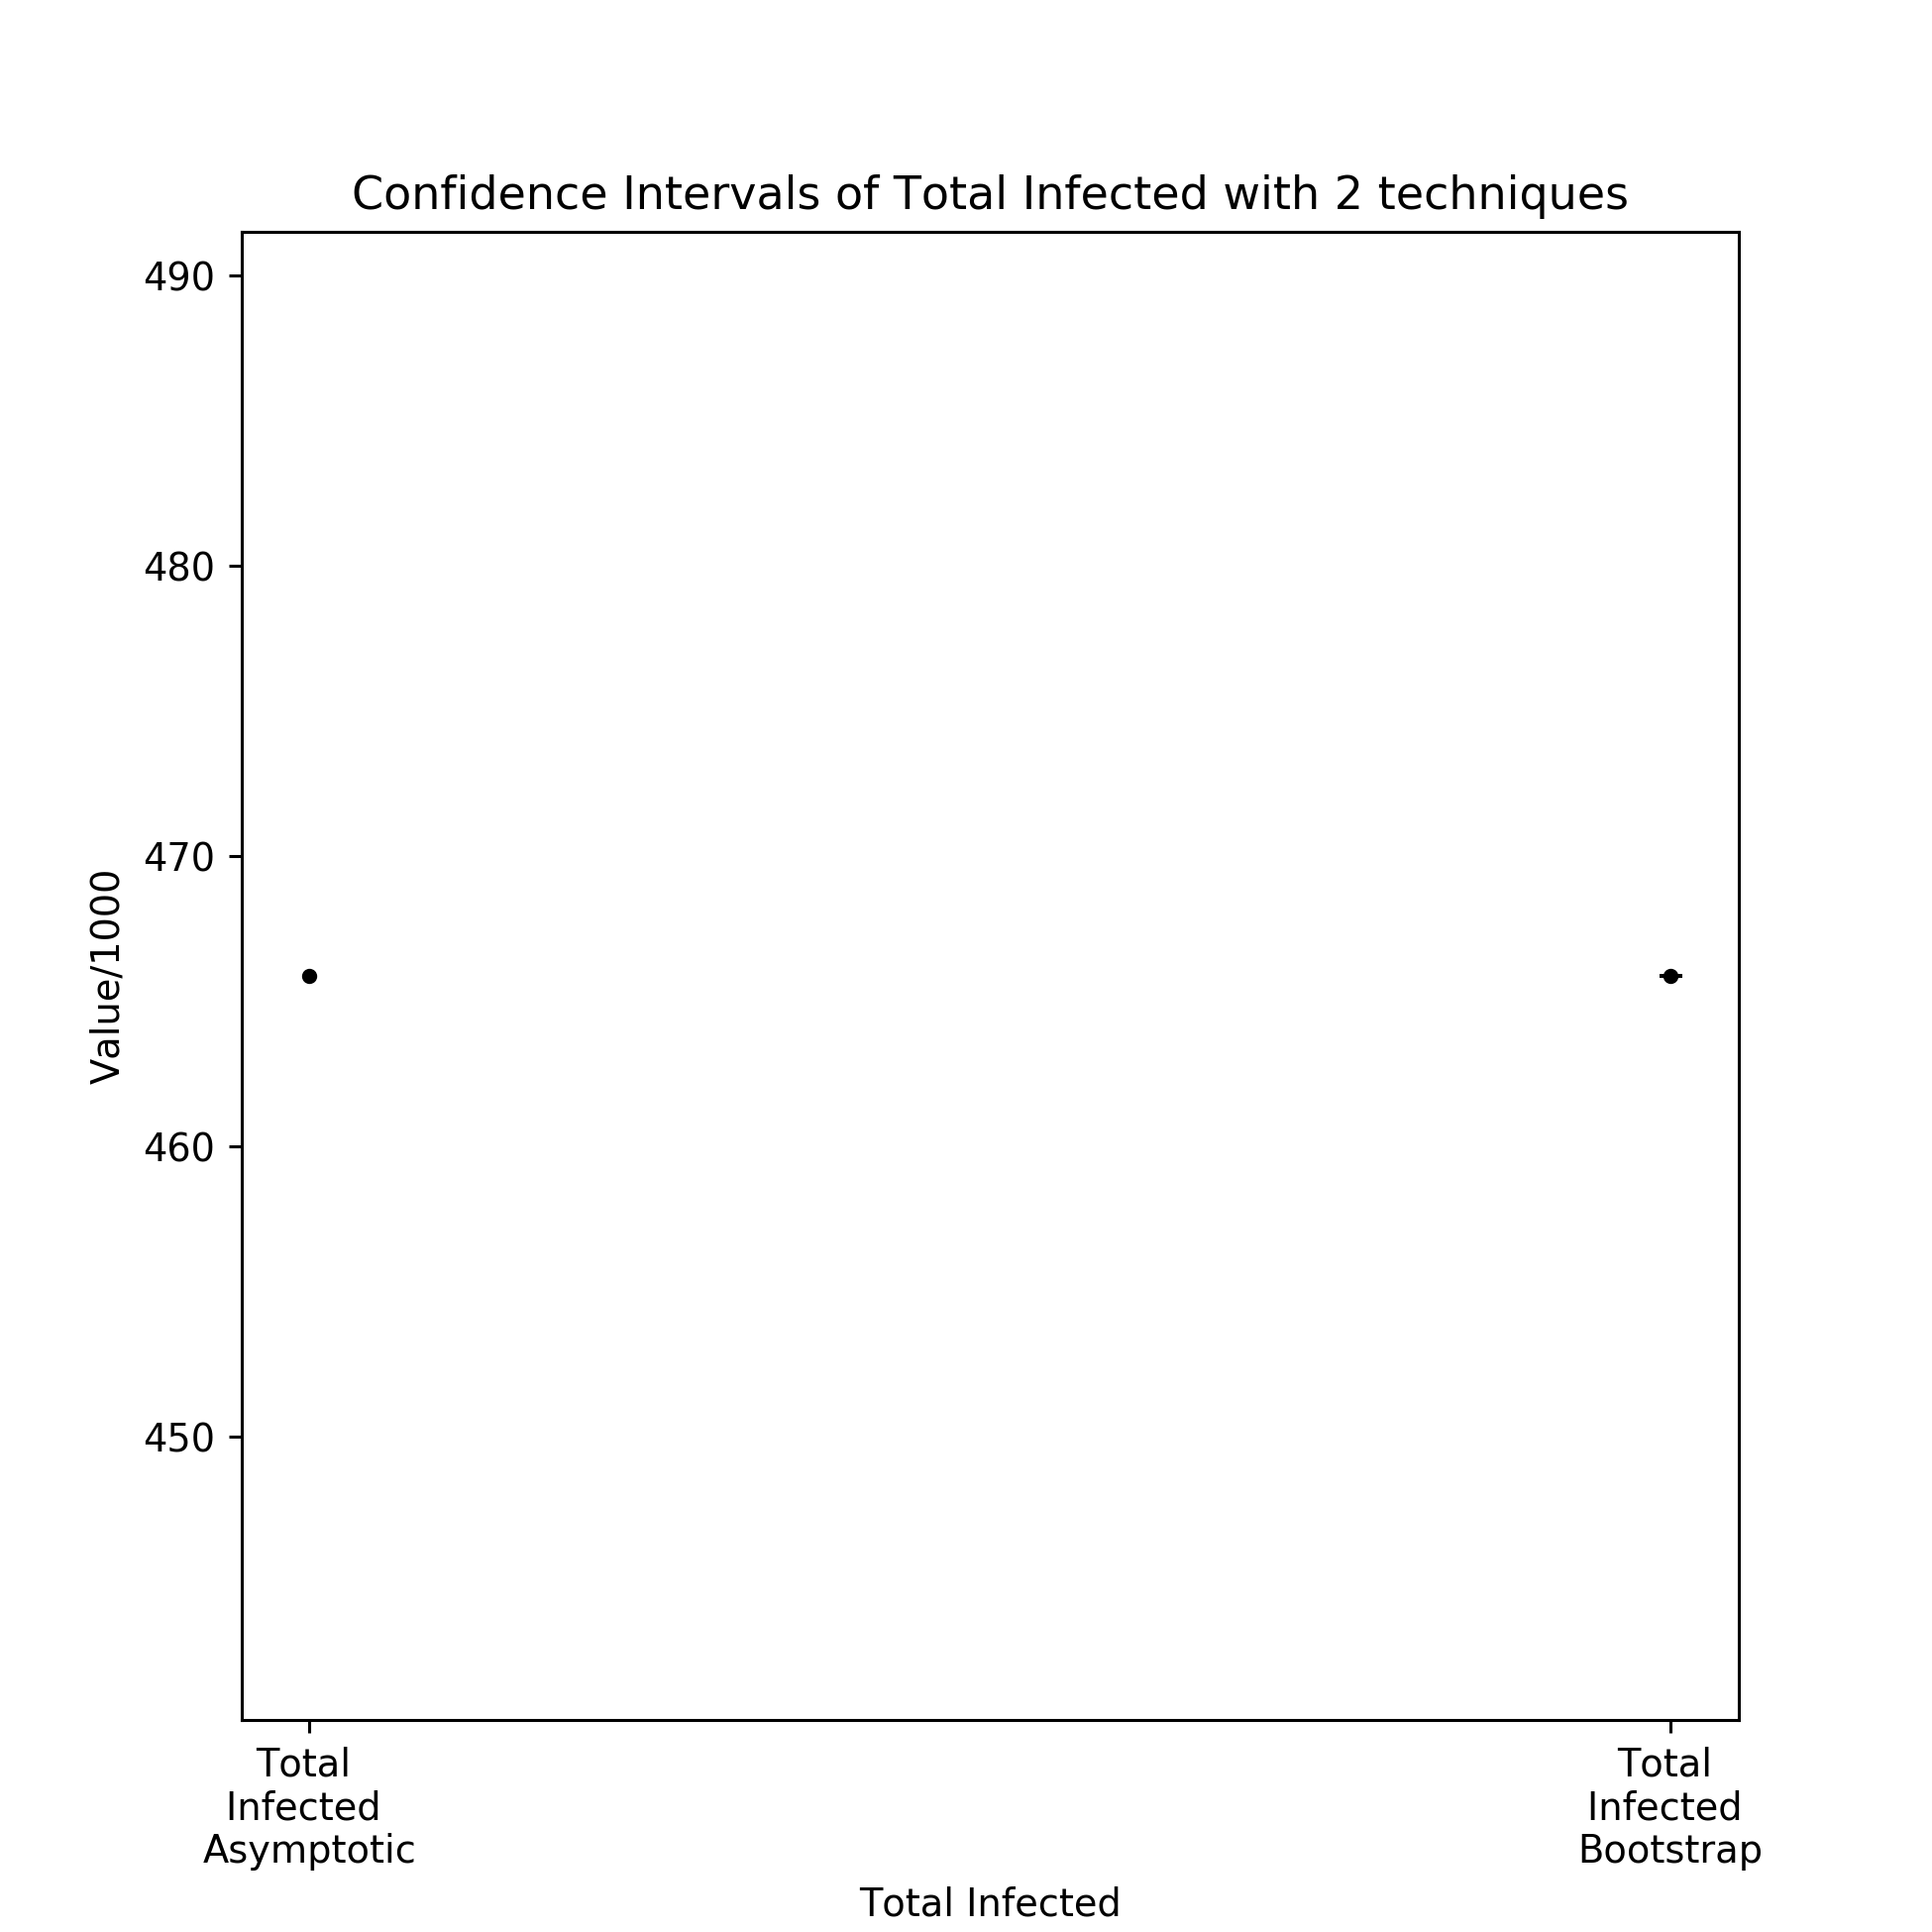 Confidence Intervals of Total Infected with 2 techniques
490
480
470
460
450
Value/1000
Total
Infected
Asymptotic
Total
Infected
Bootstrap
Total Infected